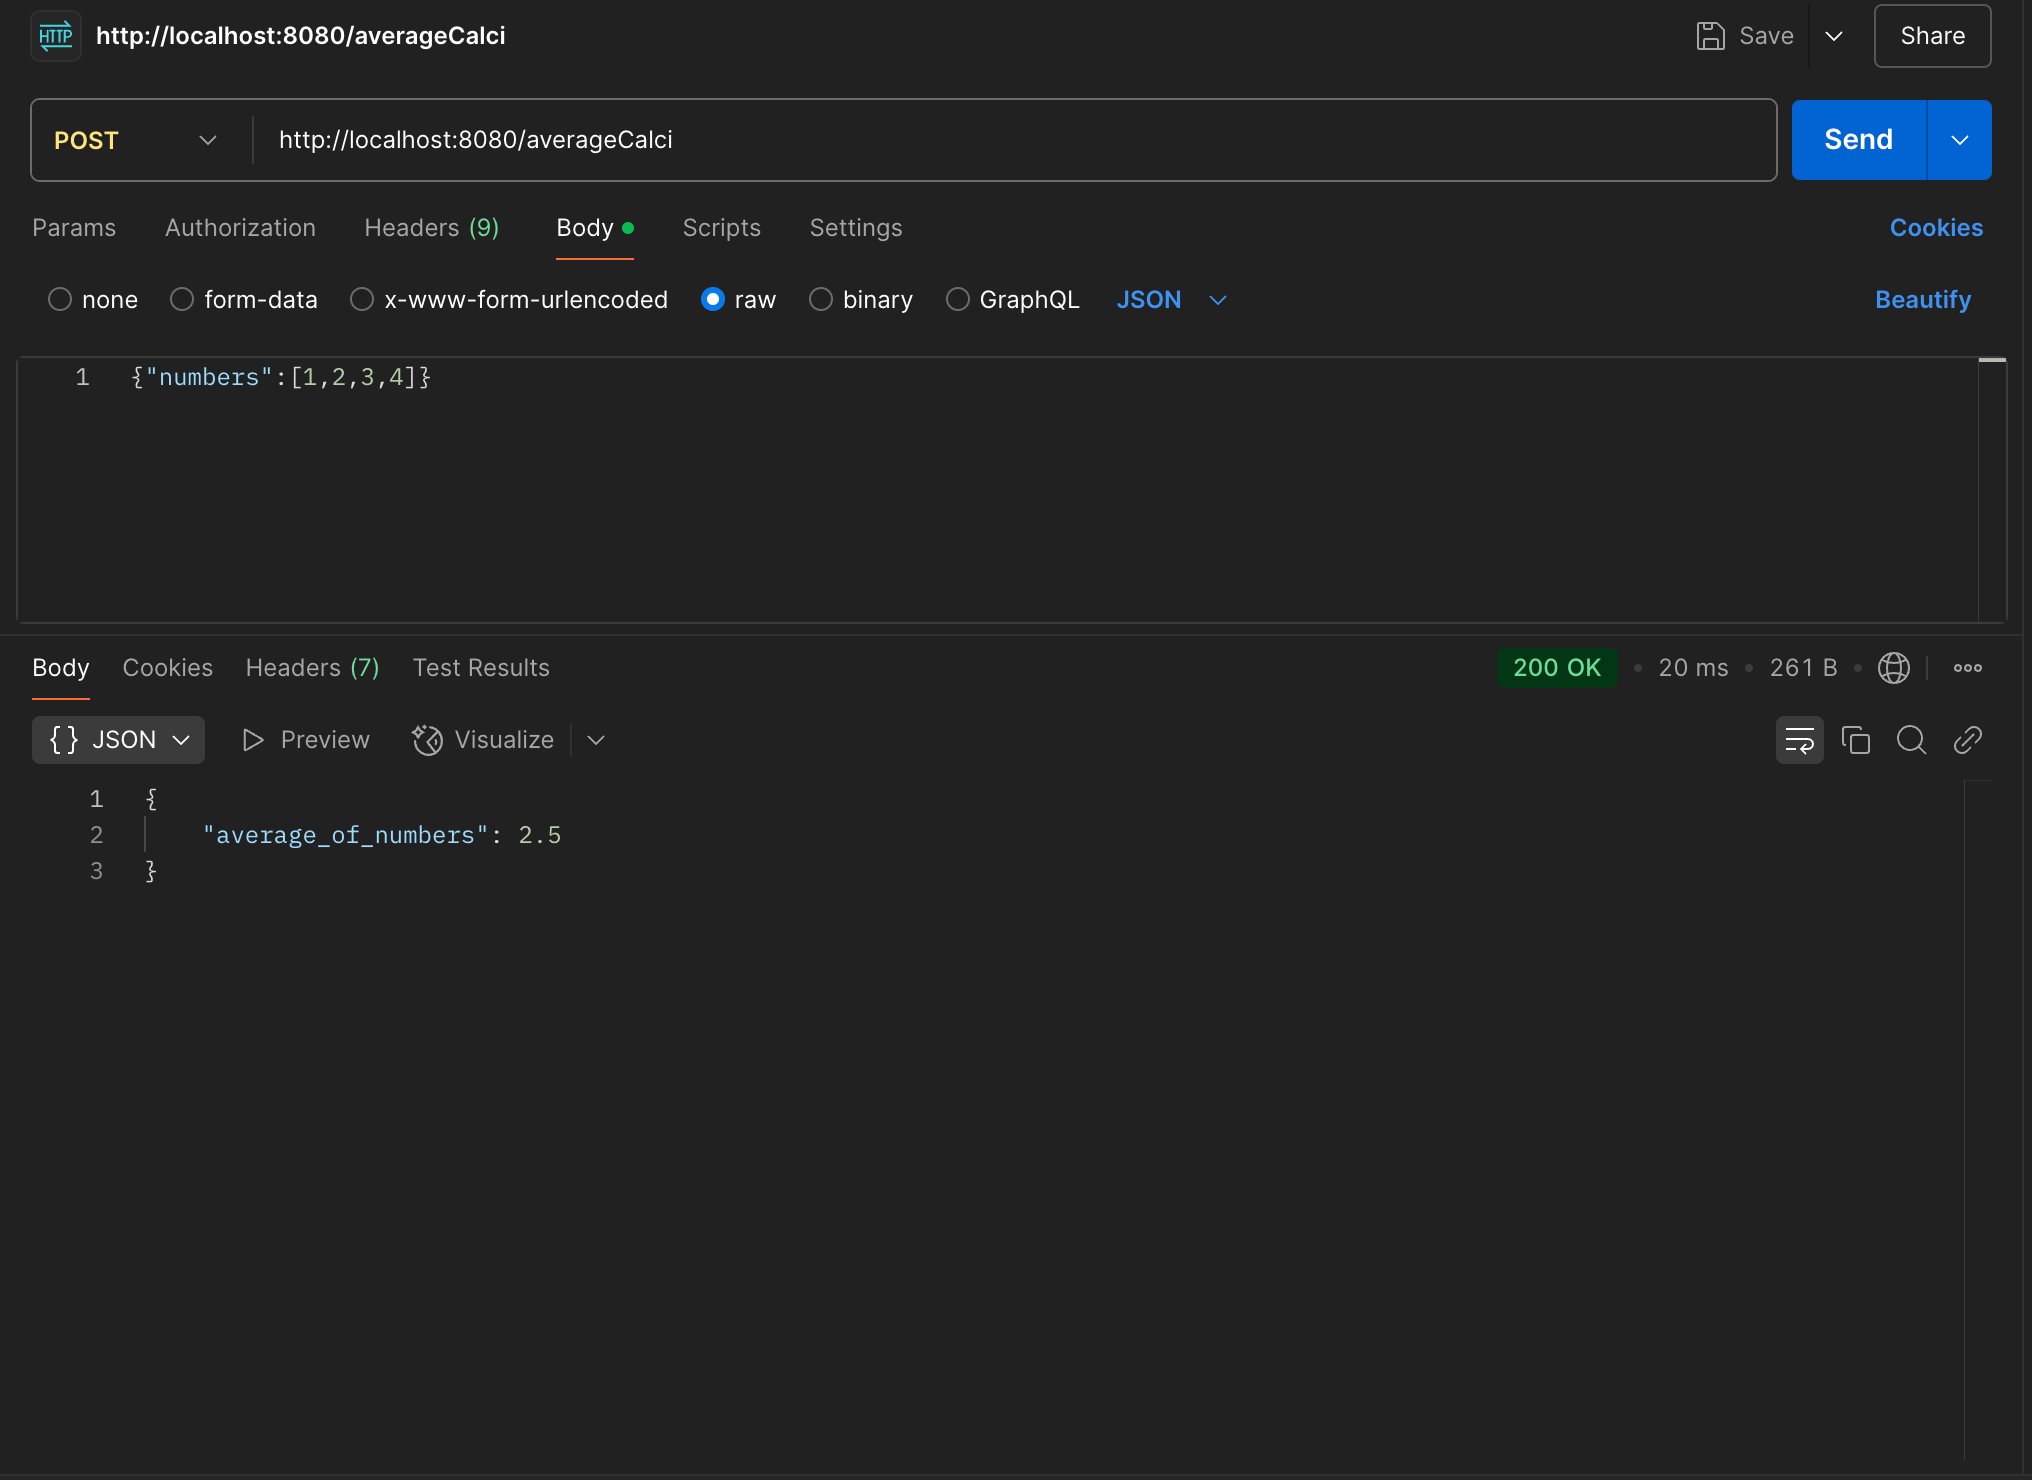 HTTP http://localhost:8080/averageCalci Save Share
POST http://localhost:8080/averageCalci Send
Params Authorization Headers (9) Body Scripts Settings Cookies
none form-data x-www-form-urlencoded raw binary GraphQL JSON Beautify
1 {"numbers":[1,2,3,4]}
Body Cookies Headers (7) Test Results 200 OK • 20 ms • 261 B •
{} JSON Preview Visualize
1 {
2 "average_of_numbers": 2.5
3 }